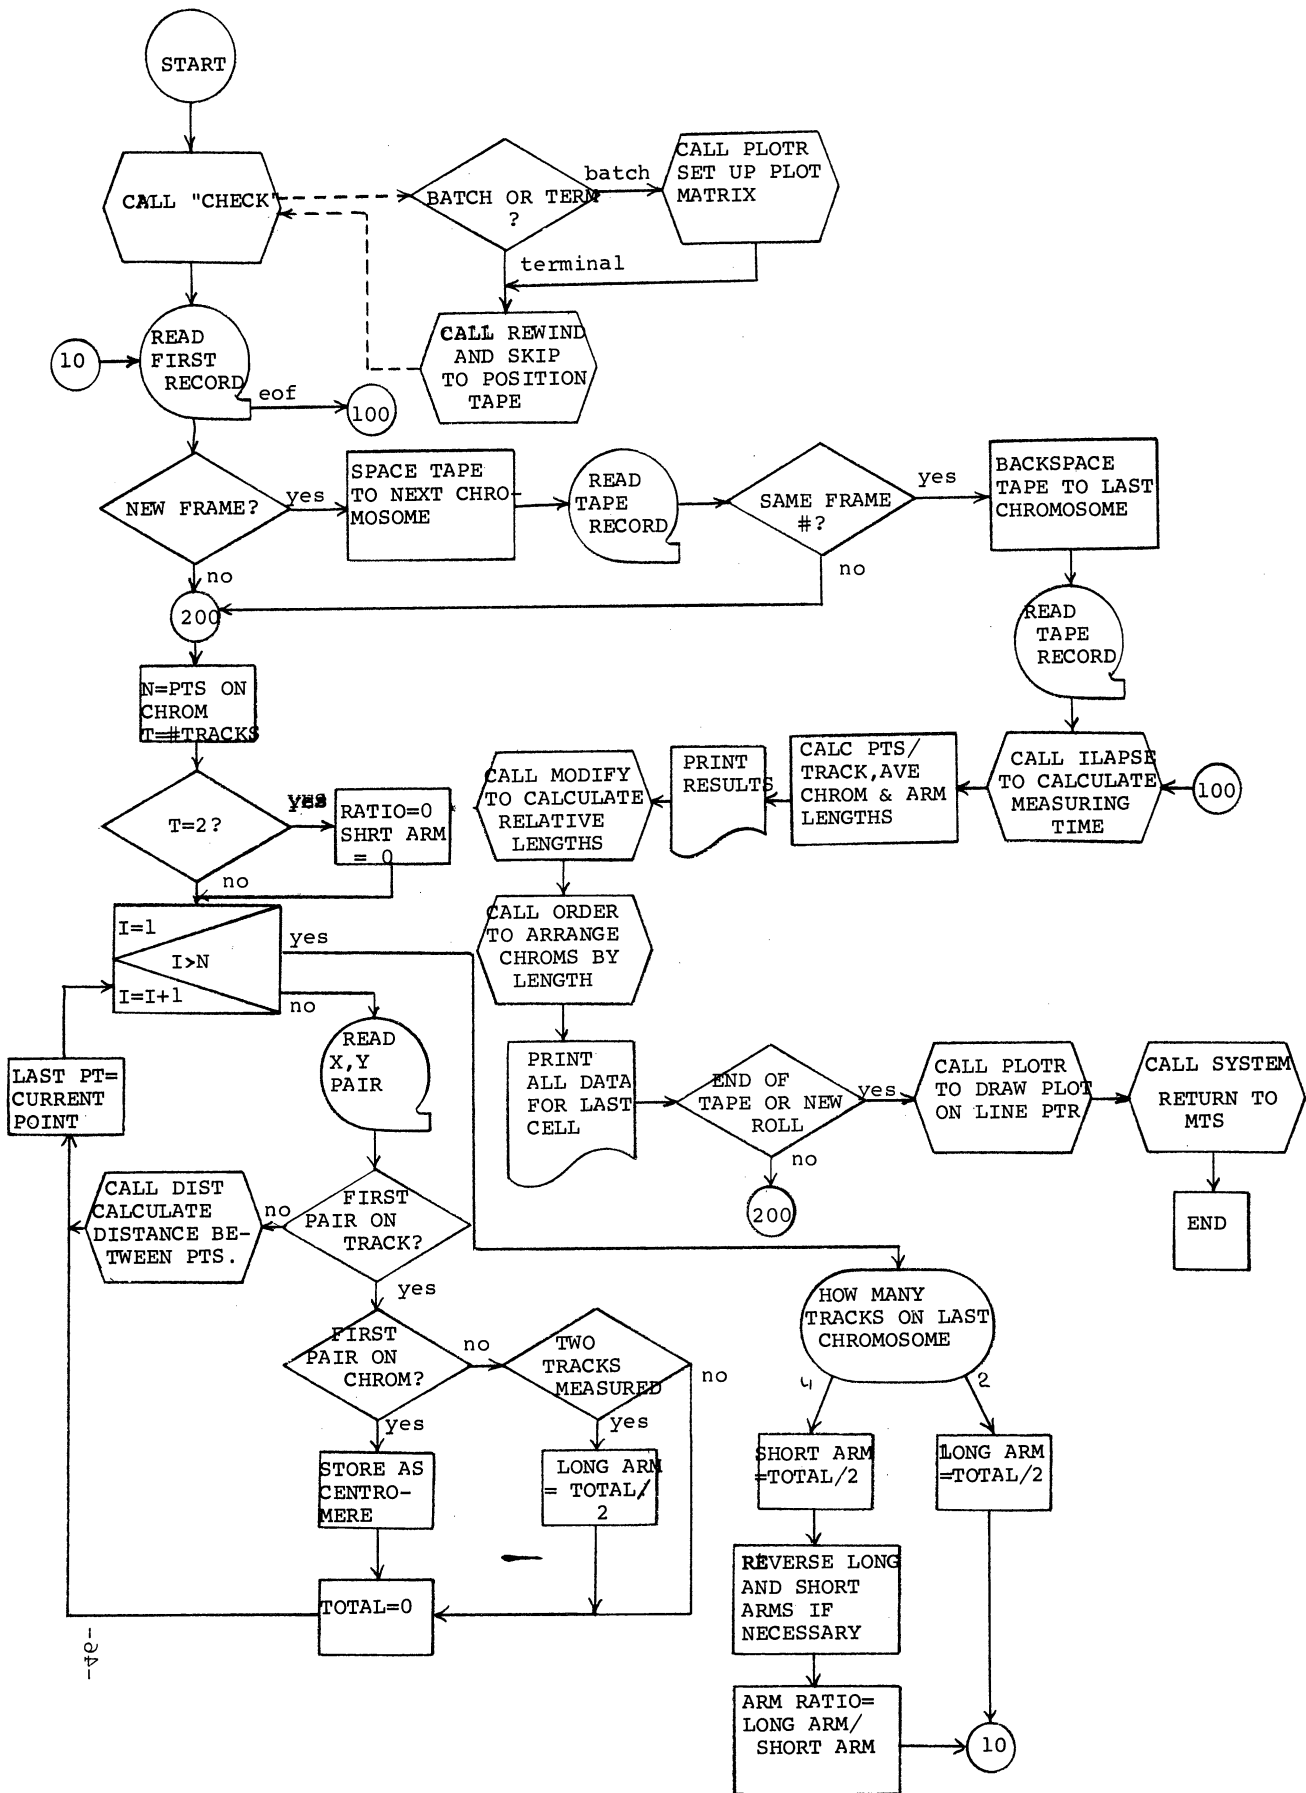 START
CALL "CHECK"
BATCH OR TERM
?
batch
CALL PLOTR
SET UP PLOT
MATRIX
terminal
CALL REWIND
AND SKIP
TO POSITION
TAPE
10
READ
FIRST
RECORD
eof
100
NEW FRAME?
yes
no
SPACE TAPE
TO NEXT CHRO-
MOSOME
READ
TAPE
RECORD
SAME FRAME
#?
yes
no
BACKSPACE
TAPE TO LAST
CHROMOSOME
READ
TAPE
RECORD
200
N=PTS ON
CHROM
T=#TRACKS
CALL ILAPSE
TO CALCULATE
MEASURING
TIME
100
CALC PTS/
TRACK,AVE
CHROM & ARM
LENGTHS
PRINT
RESULTS
CALL MODIFY
TO CALCULATE
RELATIVE
LENGTHS
T=2?
yes
no
RATIO=0
SHRT ARM
= 0
CALL ORDER
TO ARRANGE
CHROMS BY
LENGTH
I=1
I>N
I=I+1
yes
no
READ
X,Y
PAIR
LAST PT=
CURRENT
POINT
PRINT
ALL DATA
FOR LAST
CELL
END OF
TAPE OR NEW
ROLL
yes
no
200
CALL PLOTR
TO DRAW PLOT
ON LINE PTR
CALL SYSTEM
RETURN TO
MTS
END
CALL DIST
CALCULATE
DISTANCE BE-
TWEEN PTS.
no
FIRST
PAIR ON
TRACK?
yes
FIRST
PAIR ON
CHROM?
no
yes
TWO
TRACKS
MEASURED
no
yes
STORE AS
CENTRO-
MERE
LONG ARM
= TOTAL/
2
TOTAL=0
HOW MANY
TRACKS ON LAST
CHROMOSOME
4
2
SHORT ARM
=TOTAL/2
LONG ARM
=TOTAL/2
REVERSE LONG
AND SHORT
ARMS IF
NECESSARY
ARM RATIO=
LONG ARM/
SHORT ARM
10
-46-